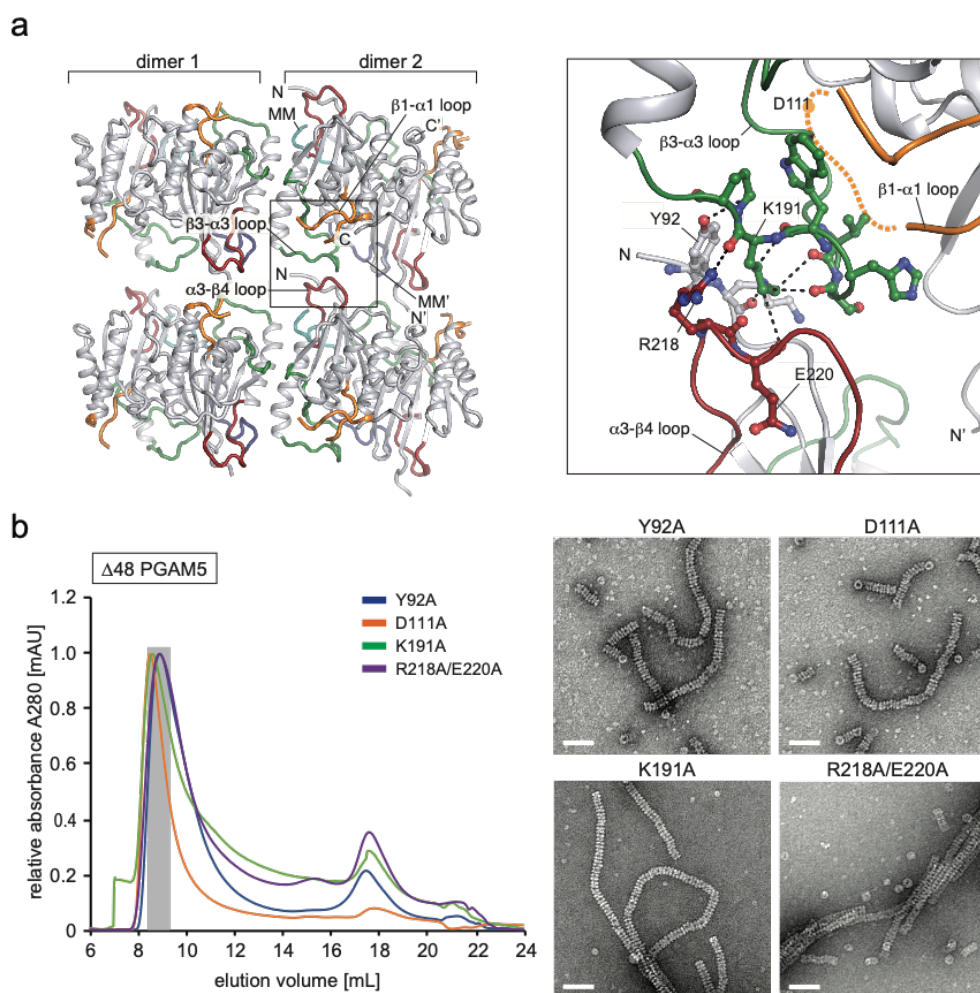 a
dimer 1
dimer 2
N
MM
β1-α1 loop
C'
β3-α3 loop
C
N
α3-β4 loop
MM'
N'
D111
β3-α3 loop
β1-α1 loop
K191
Y92
N
R218
E220
α3-β4 loop
N'
b
Δ48 PGAM5
Y92A
D111A
K191A
R218A/E220A
relative absorbance A280 [mAU]
1.2
1.0
0.8
0.6
0.4
0.2
0
6
8
10
12
14
16
18
20
22
24
elution volume [mL]
Y92A
D111A
K191A
R218A/E220A